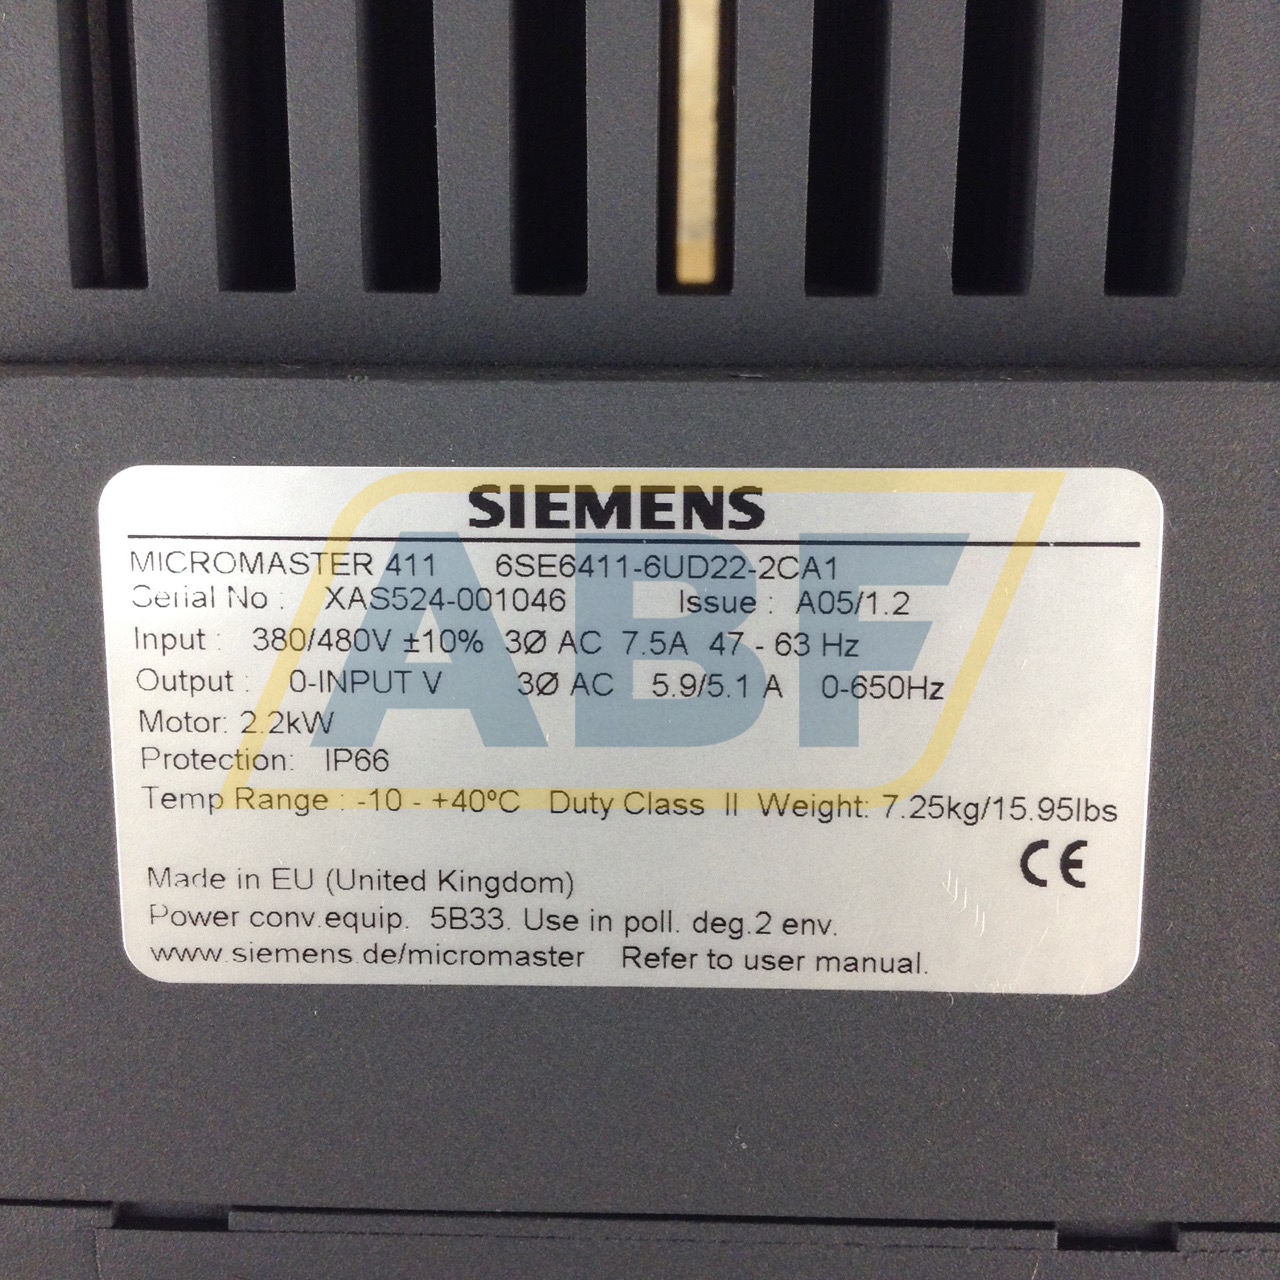 SIEMENS
MICROMASTER 411 6SE6411-6UD22-2CA1
Serial No : XAS524-001046 Issue : A05/1.2
Input : 380/480V ±10% 3Ø AC 7.5A 47 - 63 Hz
Output : 0-INPUT V 3Ø AC 5.9/5.1 A 0-650Hz
Motor: 2.2kW
Protection: IP66
Temp Range : -10 - +40ºC Duty Class II Weight: 7.25kg/15.95lbs
CE
Made in EU (United Kingdom)
Power conv.equip. 5B33. Use in poll. deg.2 env.
www.siemens.de/micromaster Refer to user manual.
ABF